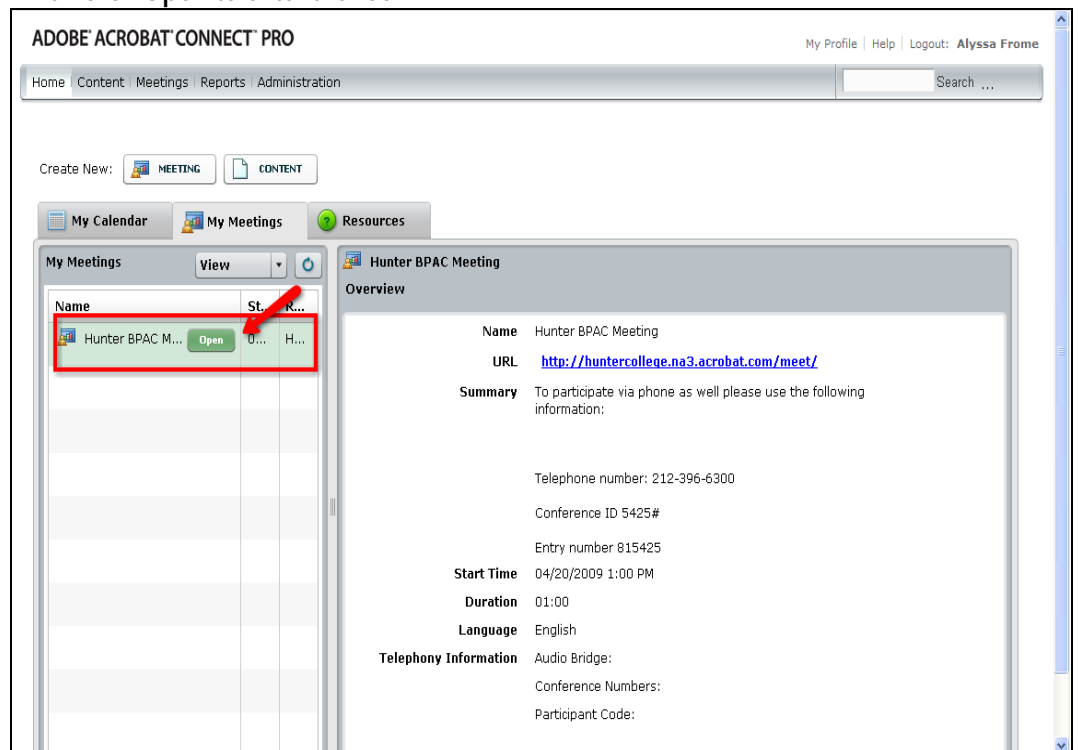 ADOBE® ACROBAT® CONNECT™ PRO
My Profile | Help | Logout: Alyssa Frome
Home Content Meetings Reports Administration
Search ...
Create New: MEETING CONTENT
My Calendar My Meetings Resources
My Meetings View
Name St... R...
Hunter BPAC M... Open H...
Hunter BPAC Meeting
Overview
Name Hunter BPAC Meeting
URL http://huntercollege.na3.acrobat.com/meet/
Summary To participate via phone as well please use the following
information:
Telephone number: 212-396-6300
Conference ID 5425#
Entry number 815425
Start Time 04/20/2009 1:00 PM
Duration 01:00
Language English
Telephony Information Audio Bridge:
Conference Numbers:
Participant Code: